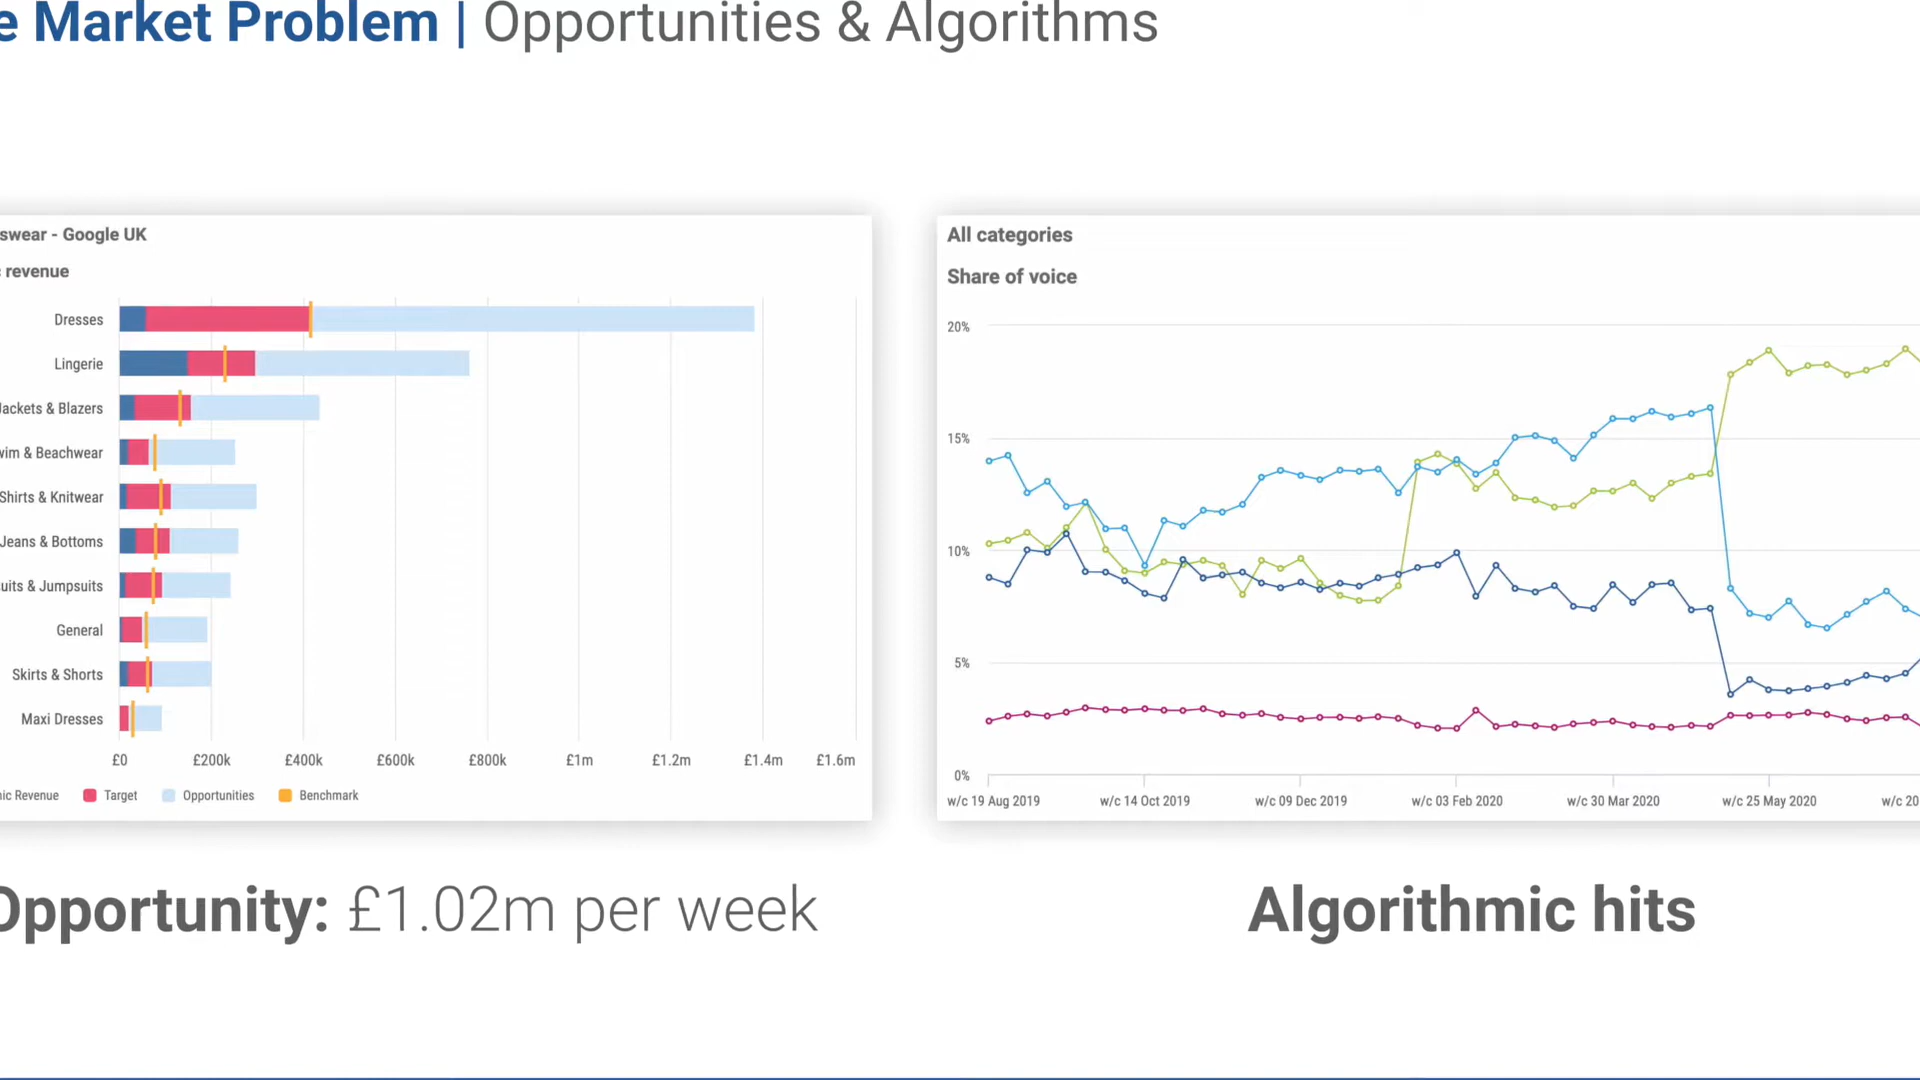 e Market Problem | Opportunities & Algorithms
swear - Google UK
revenue
Dresses
Lingerie
Jackets & Blazers
wim & Beachwear
Shirts & Knitwear
Jeans & Bottoms
uits & Jumpsuits
General
Skirts & Shorts
Maxi Dresses
£0 £200k £400k £600k £800k £1m £1.2m £1.4m £1.6m
ic Revenue Target Opportunities Benchmark
Opportunity: £1.02m per week
All categories
Share of voice
20%
15%
10%
5%
0%
w/c 19 Aug 2019 w/c 14 Oct 2019 w/c 09 Dec 2019 w/c 03 Feb 2020 w/c 30 Mar 2020 w/c 25 May 2020 w/c 20
Algorithmic hits